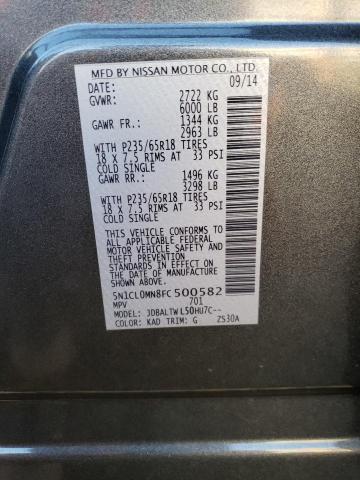 MFD BY NISSAN MOTOR CO., LTD.
DATE: 09/14
GVWR: 2722 KG
6000 LB
GAWR FR.: 1344 KG
2963 LB
WITH P235/65R18 TIRES
18 X 7.5 RIMS AT 33 PSI
COLD SINGLE
GAWR RR.: 1496 KG
3298 LB
WITH P235/65R18 TIRES
18 X 7.5 RIMS AT 33 PSI
COLD SINGLE
THIS VEHICLE CONFORMS TO ALL
APPLICABLE FEDERAL MOTOR
VEHICLE SAFETY AND
THEFT PREVENTION STANDARDS
IN EFFECT ON THE DATE OF
MANUFACTURE SHOWN ABOVE.
5N1CL0MN8FC500582
MPV 701
MODEL: JDBALTWL50HU7C--
COLOR: KAD TRIM: G ZS30A